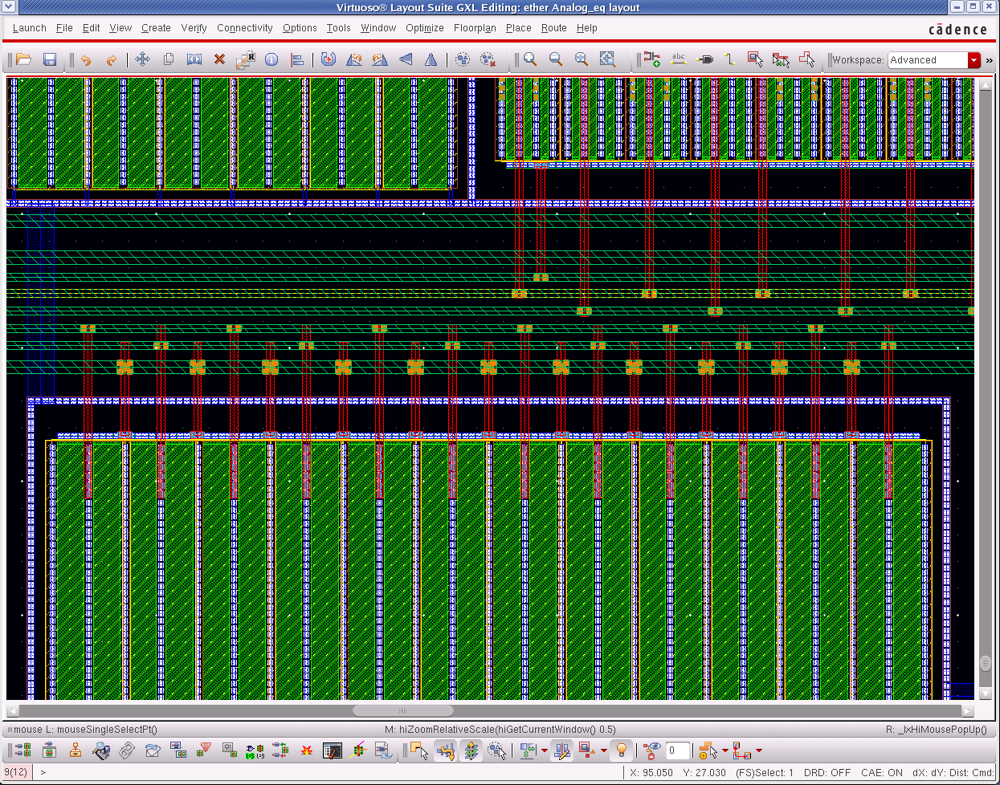 Virtuoso® Layout Suite GXL Editing: ether Analog_eq layout
Launch File Edit View Create Verify Connectivity Options Tools Window Optimize Floorplan Place Route Help
cādence
R abc Workspace: Advanced »
mouse L: mouseSingleSelectPt() M: hiZoomRelativeScale(hiGetCurrentWindow() 0.5) R: _lxHiMousePopUp()
0
9(12) > X: 95.050 Y: 27.030 (FS)Select: 1 DRD: OFF CAE: ON dX: dY: Dist: Cmd: